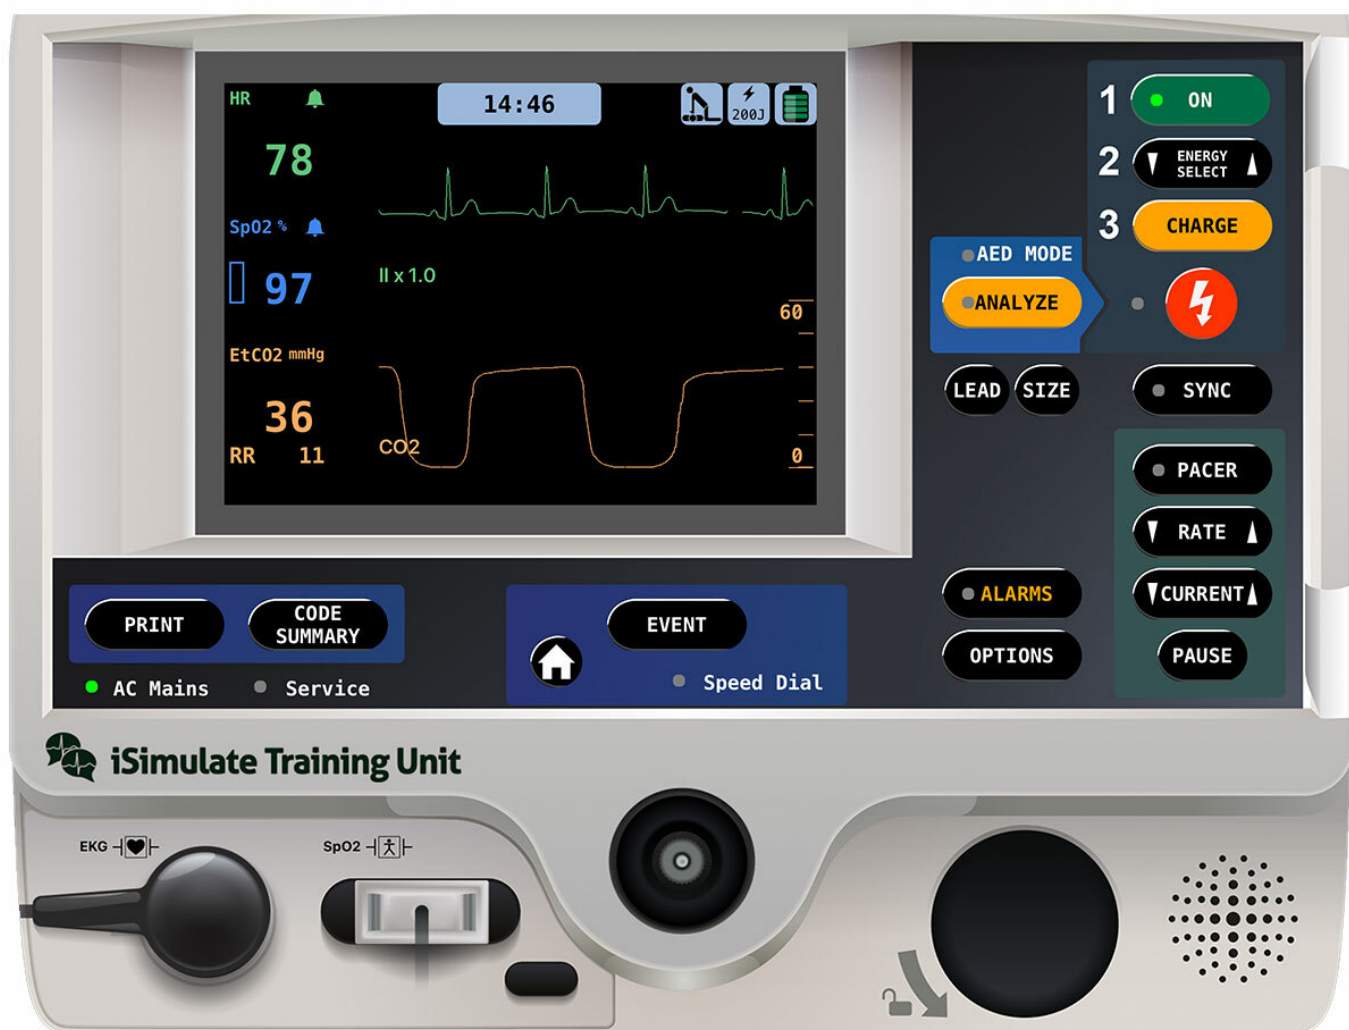 HR
14:46
200J
78
SpO2 %
97
II x 1.0
60
EtCO2 mmHg
36
CO2
RR 11
0
1 ON
2 ENERGY SELECT
3 CHARGE
AED MODE
ANALYZE
LEAD SIZE SYNC
PACER
RATE
ALARMS CURRENT
OPTIONS PAUSE
PRINT
CODE
SUMMARY
EVENT
AC Mains Service
Speed Dial
iSimulate Training Unit
EKG
SpO2